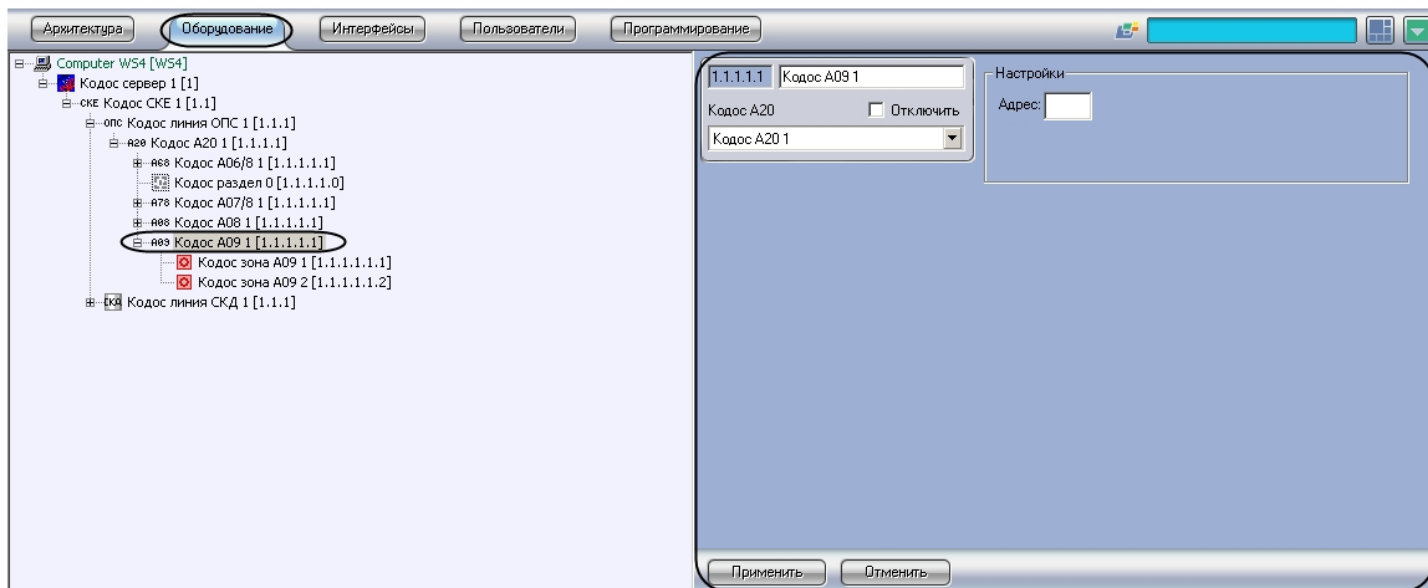 Архитектура Оборудование Интерфейсы Пользователи Программирование
Computer WS4 [WS4]
Кодос сервер 1 [1]
СКЕ Кодос СКЕ 1 [1.1]
ОПС Кодос линия ОПС 1 [1.1.1]
А20 Кодос А20 1 [1.1.1.1]
А68 Кодос А06/8 1 [1.1.1.1.1]
Кодос раздел 0 [1.1.1.1.0]
А78 Кодос А07/8 1 [1.1.1.1.1]
А08 Кодос А08 1 [1.1.1.1.1]
А09 Кодос А09 1 [1.1.1.1.1]
Кодос зона А09 1 [1.1.1.1.1.1]
Кодос зона А09 2 [1.1.1.1.1.2]
СКД Кодос линия СКД 1 [1.1.1]
1.1.1.1.1 Кодос А09 1
Кодос А20 Отключить
Кодос А20 1
Настройки
Адрес:
Применить Отменить